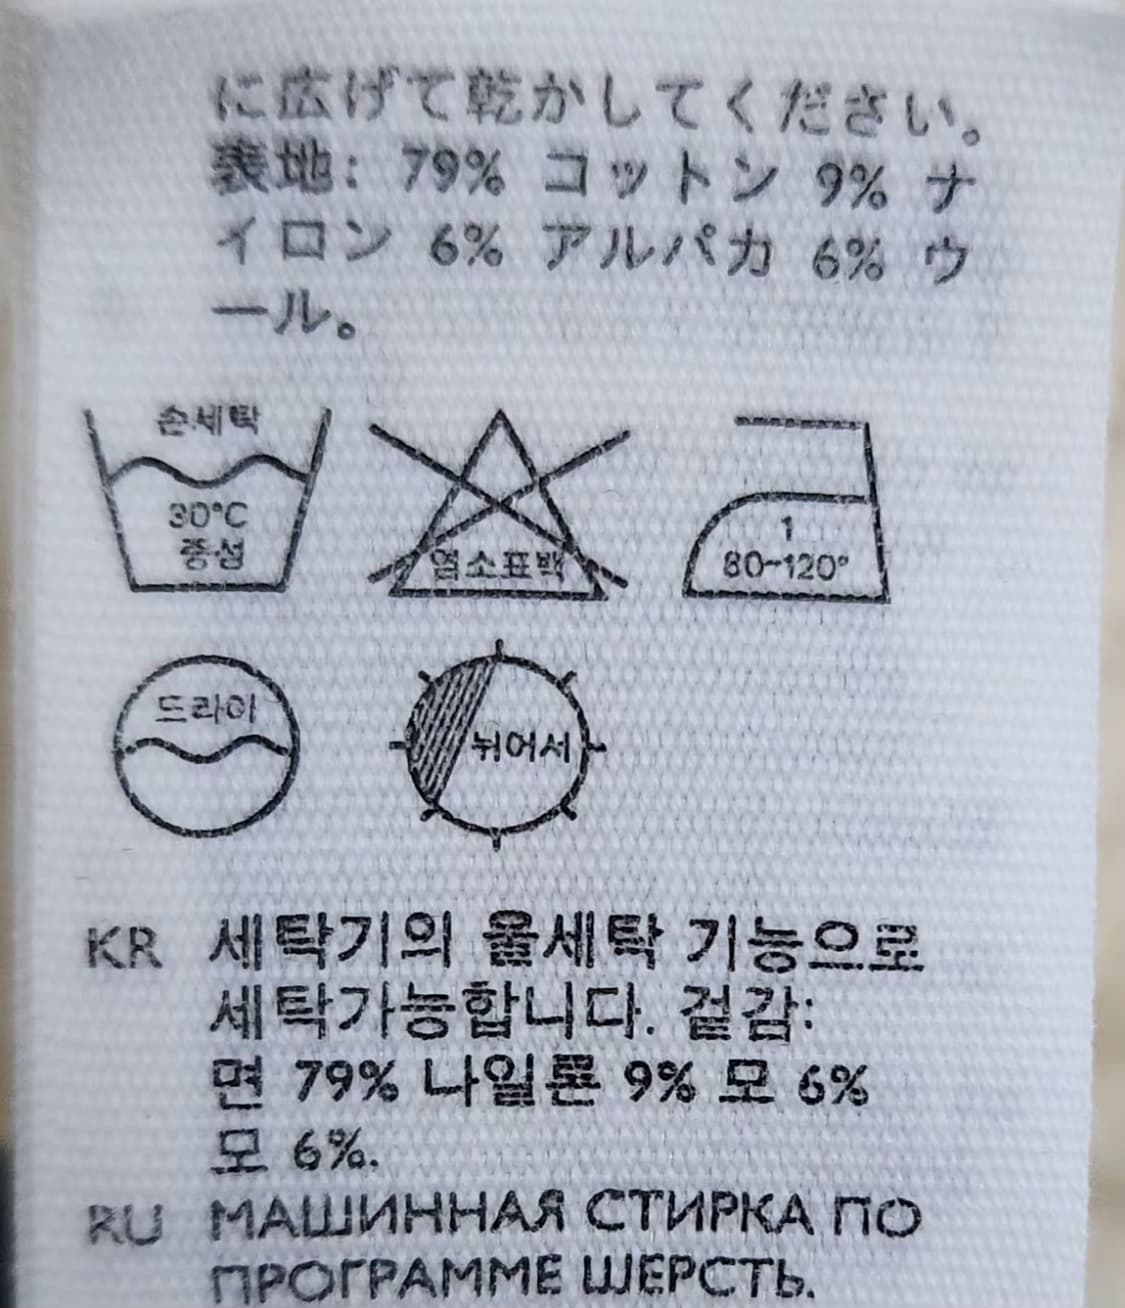 に広げて乾かしてください。
表地: 79% コットン 9% ナ
イロン 6% アルパカ 6% ウ
ール。
손세탁
30°C
중성
염소표백
1
80~120°
드라이
뉘어서
KR 세탁기의 울세탁 기능으로
세탁가능합니다. 겉감:
면 79% 나일론 9% 모 6%
모 6%.
RU МАШИННАЯ СТИРКА ПО
ПРОГРАММЕ ШЕРСТЬ.